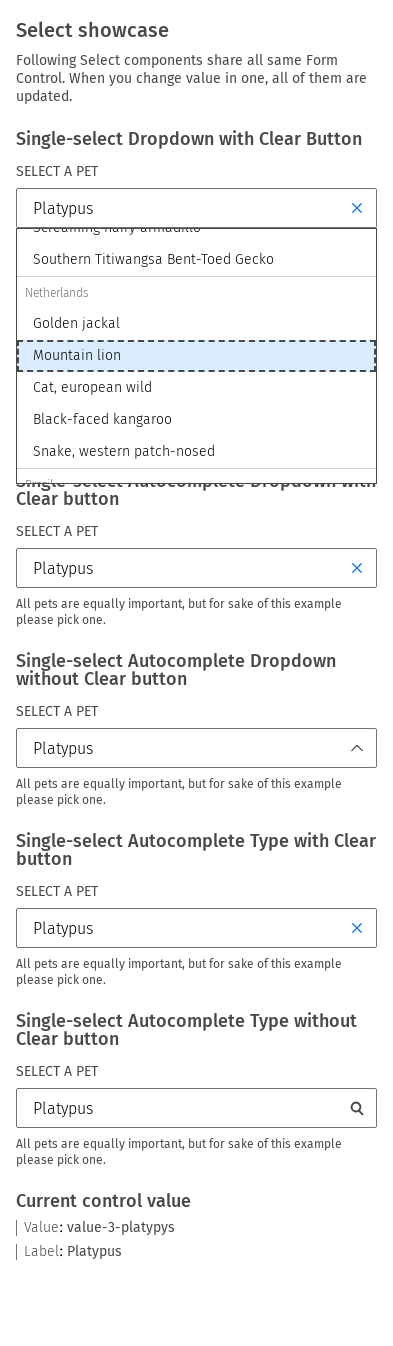 Select showcase
Following Select components share all same Form
Control. When you change value in one, all of them are
updated.
Single-select Dropdown with Clear Button
SELECT A PET
Platypus
Screaming hairy armadillo
Southern Titiwangsa Bent-Toed Gecko
Netherlands
Golden jackal
Mountain lion
Cat, european wild
Black-faced kangaroo
Snake, western patch-nosed
Brazil
Single-select Autocomplete Dropdown with
Clear button
SELECT A PET
Platypus
All pets are equally important, but for sake of this example
please pick one.
Single-select Autocomplete Dropdown
without Clear button
SELECT A PET
Platypus
All pets are equally important, but for sake of this example
please pick one.
Single-select Autocomplete Type with Clear
button
SELECT A PET
Platypus
All pets are equally important, but for sake of this example
please pick one.
Single-select Autocomplete Type without
Clear button
SELECT A PET
Platypus
All pets are equally important, but for sake of this example
please pick one.
Current control value
Value: value-3-platypys
Label: Platypus